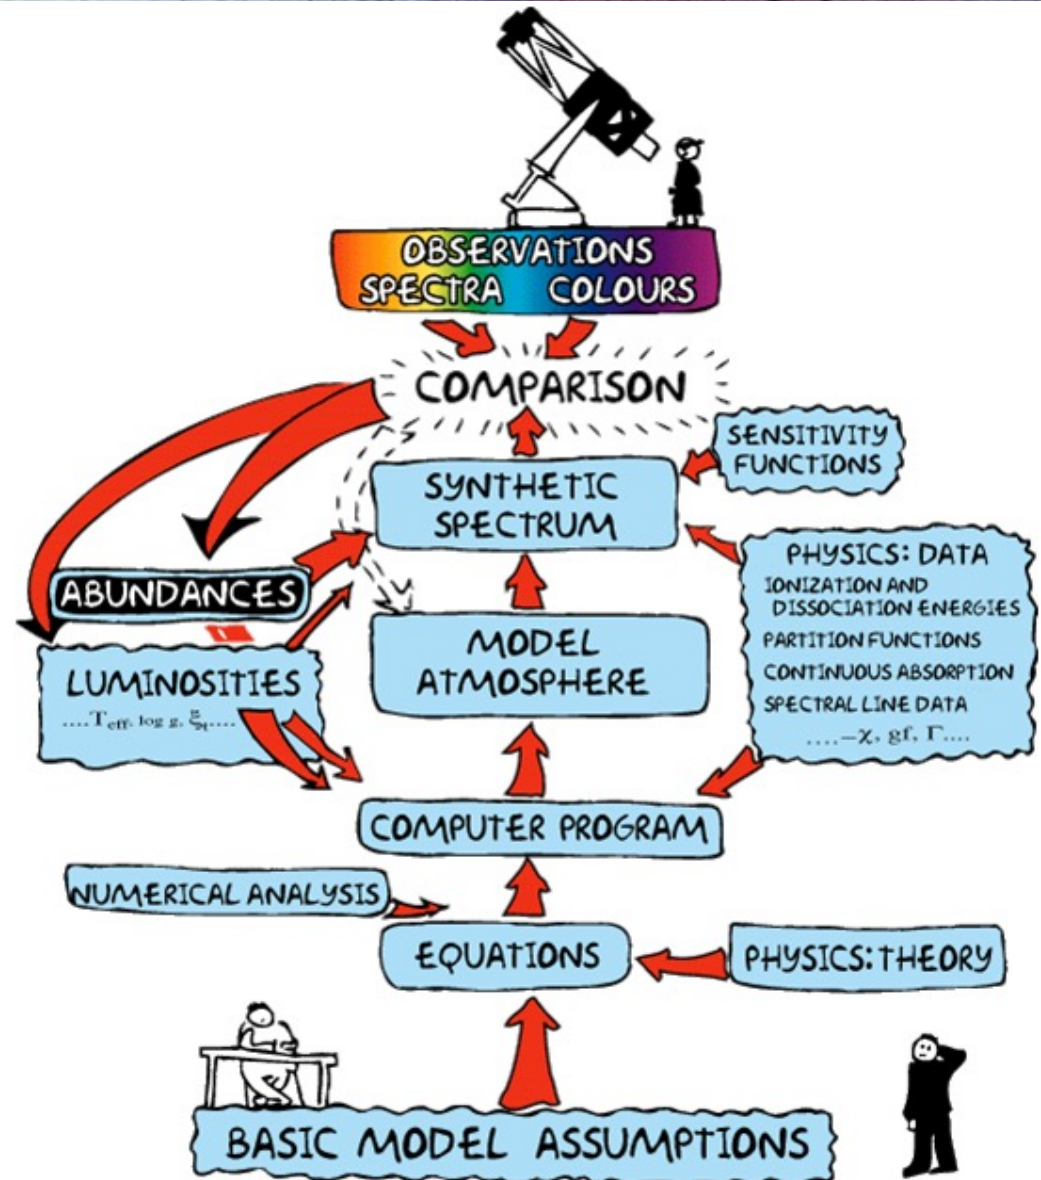 OBSERVATIONS
SPECTRA COLOURS
COMPARISON
SENSITIVITY
FUNCTIONS
SYNTHETIC
SPECTRUM
PHYSICS: DATA
IONIZATION AND
DISSOCIATION ENERGIES
PARTITION FUNCTIONS
CONTINUOUS ABSORPTION
SPECTRAL LINE DATA
....–χ, gf, Γ....
ABUNDANCES
MODEL
ATMOSPHERE
LUMINOSITIES
....Teff, log g, ξt....
COMPUTER PROGRAM
NUMERICAL ANALYSIS
EQUATIONS
PHYSICS: THEORY
BASIC MODEL ASSUMPTIONS